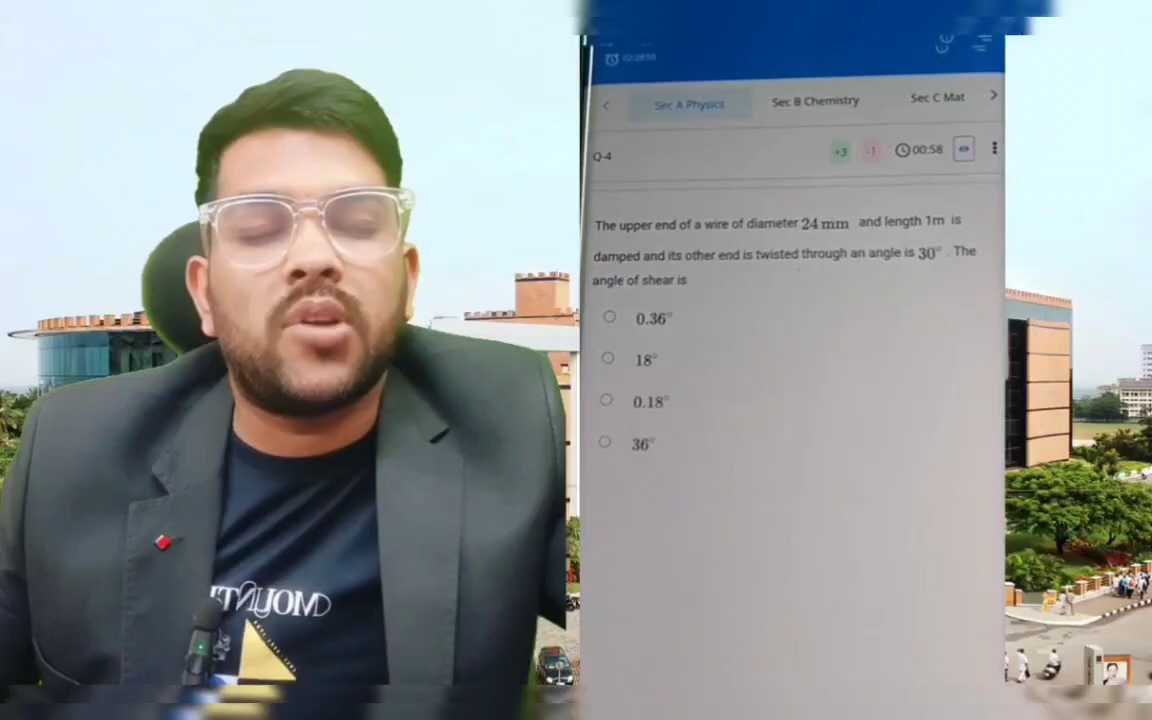 Sec A Physics
Sec B Chemistry
Sec C Mat
Q-4
+3
-1
00:58
The upper end of a wire of diameter 24 mm and length 1m is
damped and its other end is twisted through an angle is 30° . The
angle of shear is
0.36°
18°
0.18°
36°